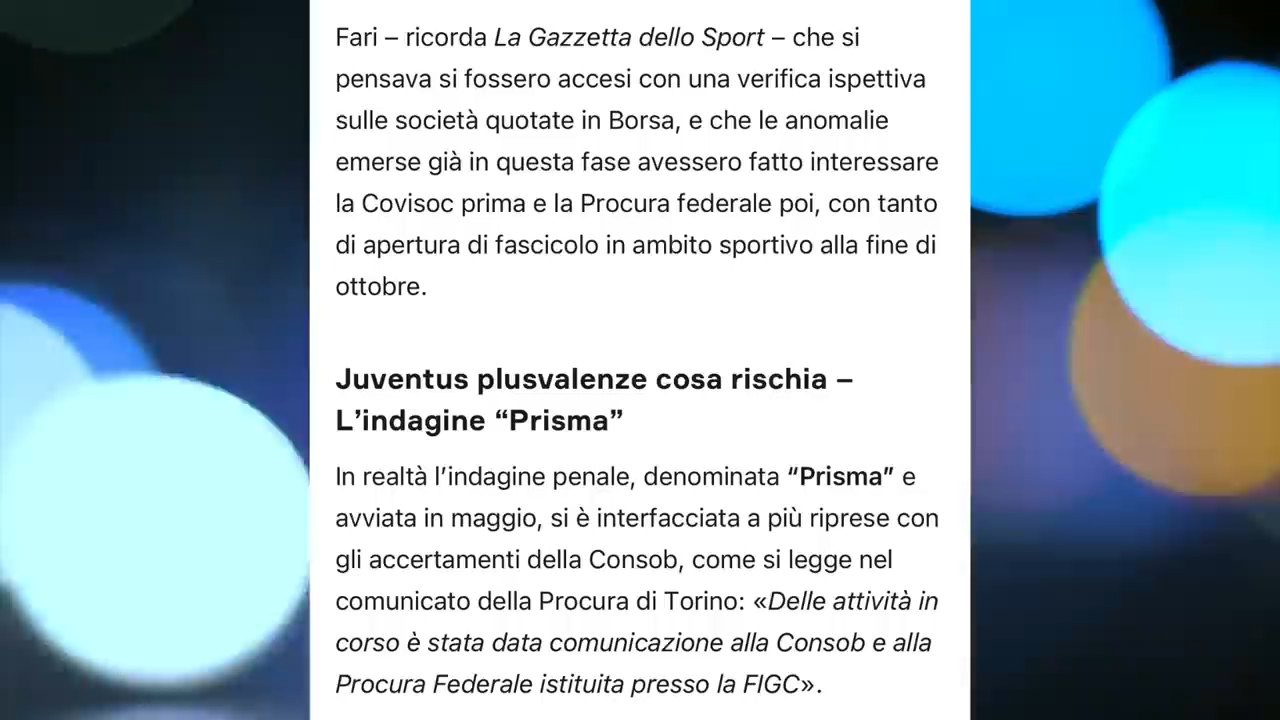 Fari – ricorda La Gazzetta dello Sport – che si
pensava si fossero accesi con una verifica ispettiva
sulle società quotate in Borsa, e che le anomalie
emerse già in questa fase avessero fatto interessare
la Covisoc prima e la Procura federale poi, con tanto
di apertura di fascicolo in ambito sportivo alla fine di
ottobre.
Juventus plusvalenze cosa rischia –
L’indagine “Prisma”
In realtà l’indagine penale, denominata “Prisma” e
avviata in maggio, si è interfacciata a più riprese con
gli accertamenti della Consob, come si legge nel
comunicato della Procura di Torino: «Delle attività in
corso è stata data comunicazione alla Consob e alla
Procura Federale istituita presso la FIGC».